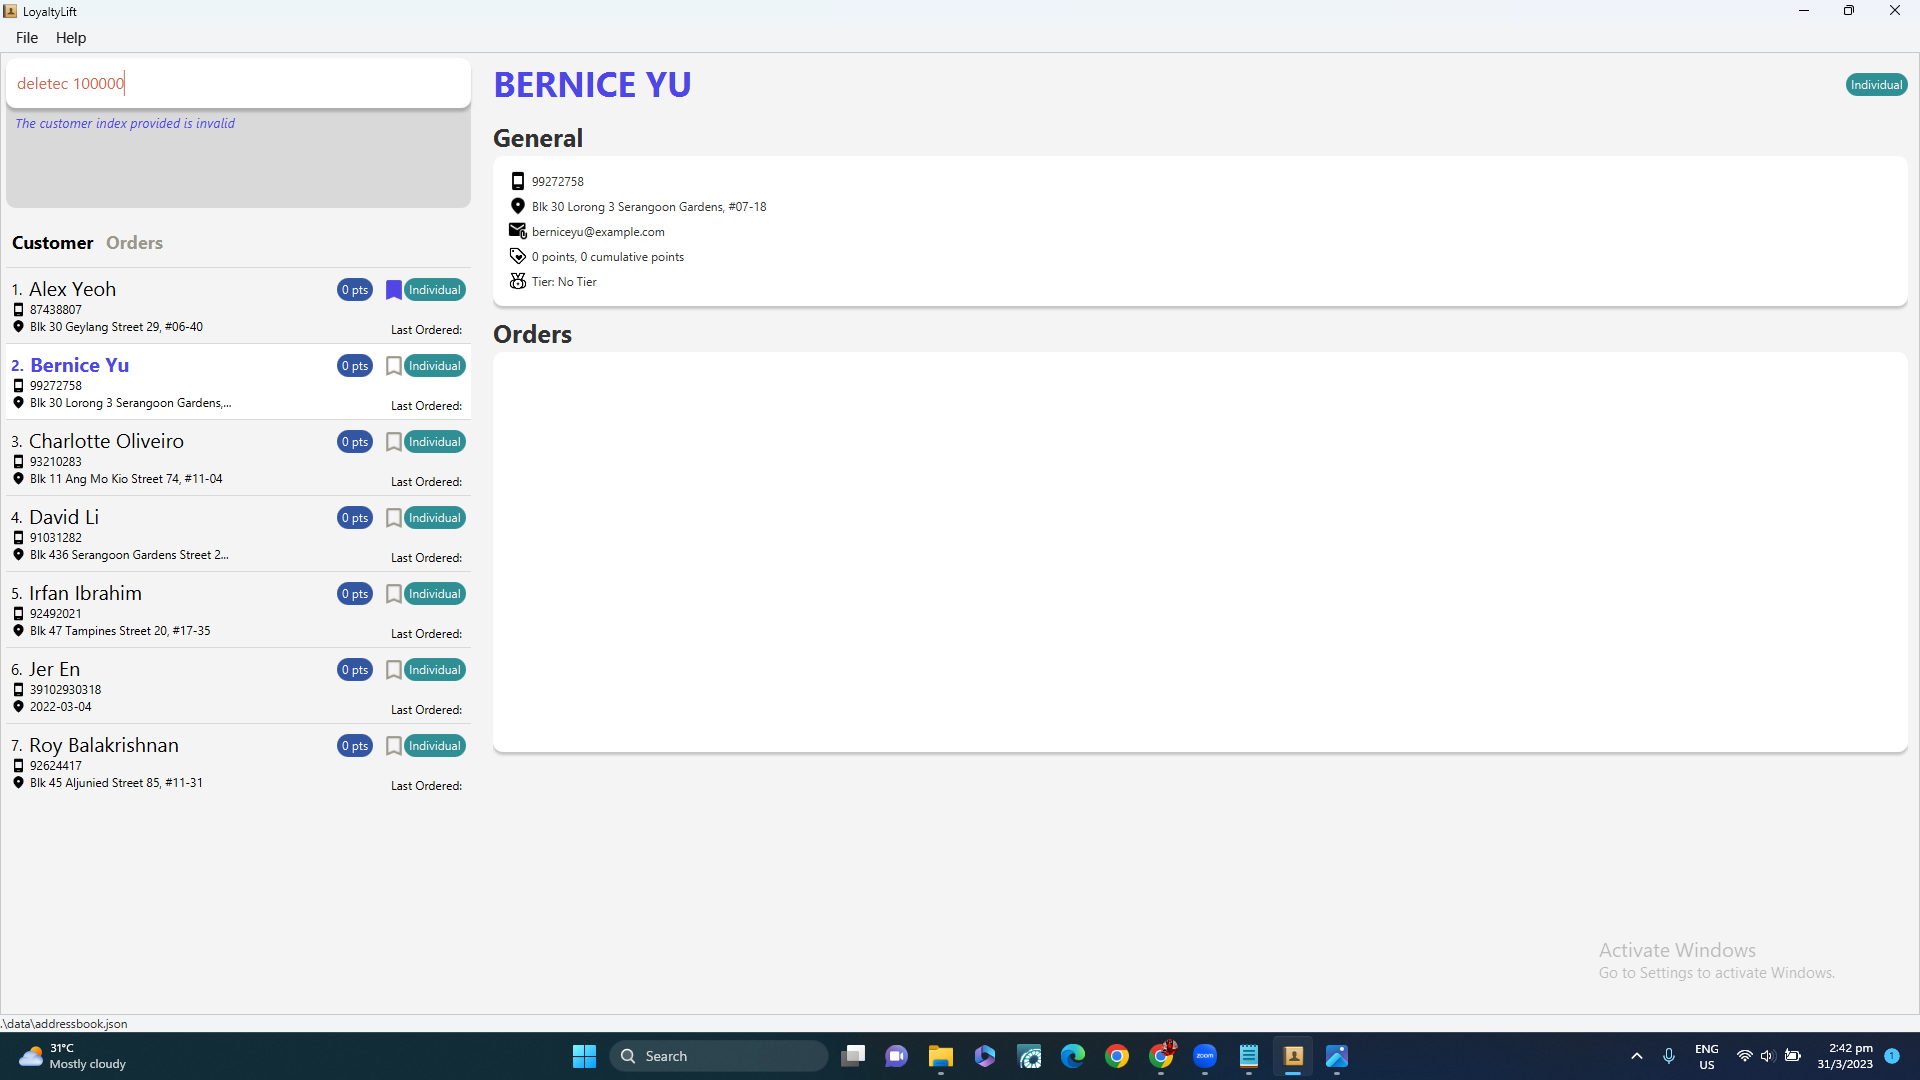 LoyaltyLift
File Help
deletec 100000
The customer index provided is invalid
Customer Orders
1. Alex Yeoh
0 pts Individual
87438807
Blk 30 Geylang Street 29, #06-40
Last Ordered:
2. Bernice Yu
0 pts Individual
99272758
Blk 30 Lorong 3 Serangoon Gardens,...
Last Ordered:
3. Charlotte Oliveiro
0 pts Individual
93210283
Blk 11 Ang Mo Kio Street 74, #11-04
Last Ordered:
4. David Li
0 pts Individual
91031282
Blk 436 Serangoon Gardens Street 2...
Last Ordered:
5. Irfan Ibrahim
0 pts Individual
92492021
Blk 47 Tampines Street 20, #17-35
Last Ordered:
6. Jer En
0 pts Individual
39102930318
2022-03-04
Last Ordered:
7. Roy Balakrishnan
0 pts Individual
92624417
Blk 45 Aljunied Street 85, #11-31
Last Ordered:
BERNICE YU
Individual
General
99272758
Blk 30 Lorong 3 Serangoon Gardens, #07-18
berniceyu@example.com
0 points, 0 cumulative points
Tier: No Tier
Orders
Activate Windows
Go to Settings to activate Windows.
.\data\addressbook.json
31°C
Mostly cloudy
Search
zoom
ENG
US
2:42 pm
31/3/2023
1